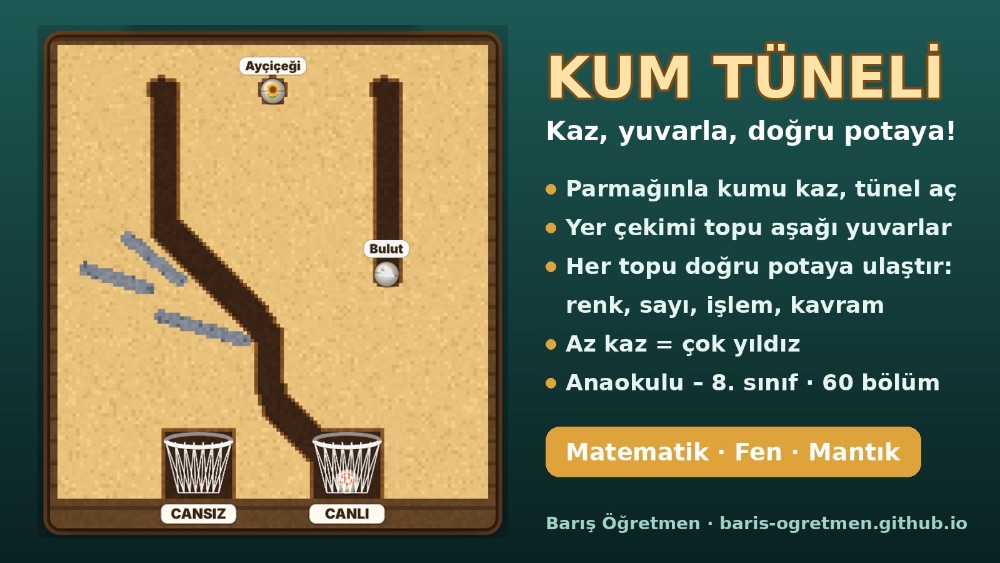 Ayçiçeği
Bulut
CANSIZ
CANLI
KUM TÜNELİ
Kaz, yuvarla, doğru potaya!
Parmağınla kumu kaz, tünel aç
Yer çekimi topu aşağı yuvarlar
Her topu doğru potaya ulaştır:
renk, sayı, işlem, kavram
Az kaz = çok yıldız
Anaokulu – 8. sınıf · 60 bölüm
Matematik · Fen · Mantık
Barış Öğretmen · baris-ogretmen.github.io